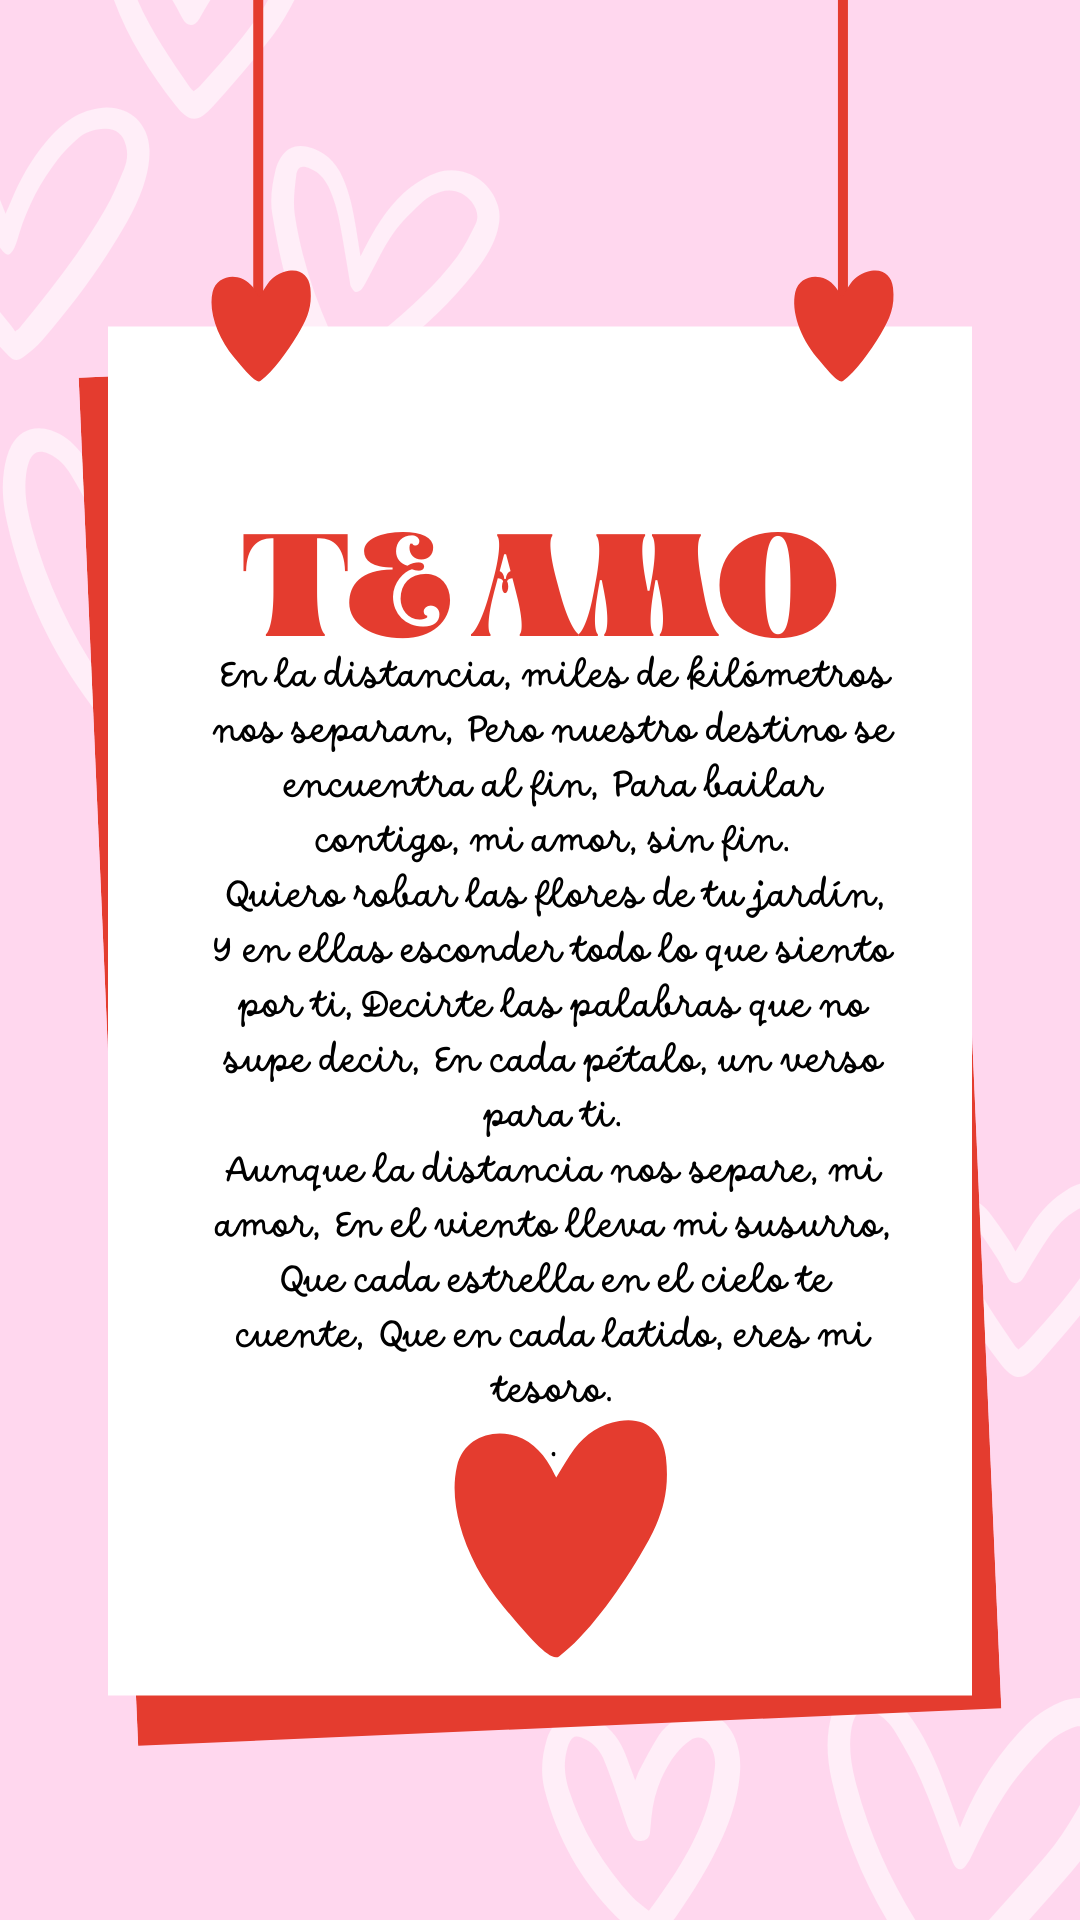 TE AMO
En la distancia, miles de kilómetros
nos separan, Pero nuestro destino se
encuentra al fin, Para bailar
contigo, mi amor, sin fin.
Quiero robar las flores de tu jardín,
Y en ellas esconder todo lo que siento
por ti, Decirte las palabras que no
supe decir, En cada pétalo, un verso
para ti.
Aunque la distancia nos separe, mi
amor, En el viento lleva mi susurro,
Que cada estrella en el cielo te
cuente, Que en cada latido, eres mi
tesoro.
.